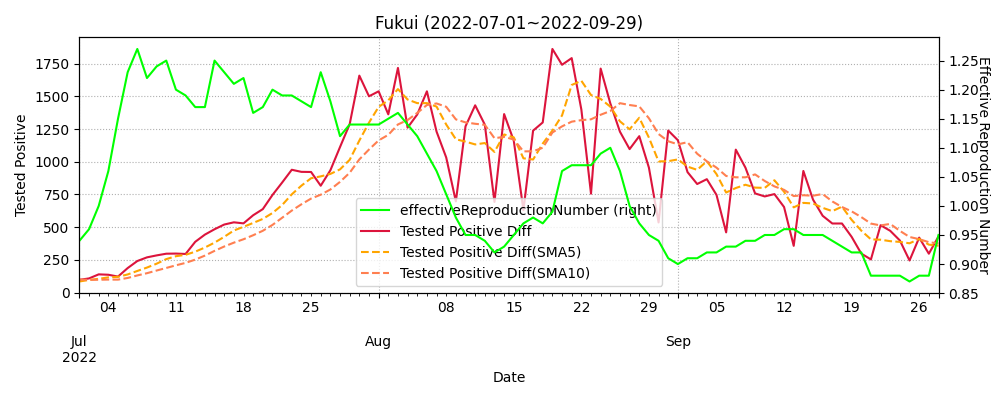 Fukui (2022-07-01~2022-09-29)
Tested Positive
1750
1500
1250
1000
750
500
250
0
1.25
1.20
1.15
1.10
1.05
1.00
0.95
0.90
0.85
Effective Reproduction Number
effectiveReproductionNumber (right)
Tested Positive Diff
Tested Positive Diff(SMA5)
Tested Positive Diff(SMA10)
04 11 18 25 08 15 22 29 05 12 19 26
Jul Aug Sep
2022
Date